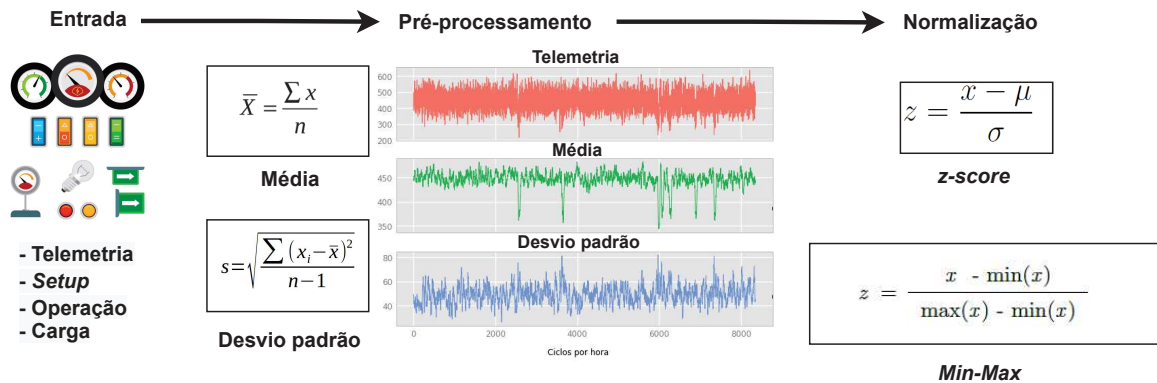 Entrada
Pré-processamento
Normalização
- Telemetria
- Setup
- Operação
- Carga
X̅ = ∑ x / n
Média
s=√(∑ (x_i − x̅)² / n−1)
Desvio padrão
Telemetria
600
500
400
300
200
Média
450
400
350
Desvio padrão
80
60
40
0 2000 4000 6000 8000
Ciclos por hora
z = x − μ / σ
z-score
z = x - min(x) / max(x) - min(x)
Min-Max